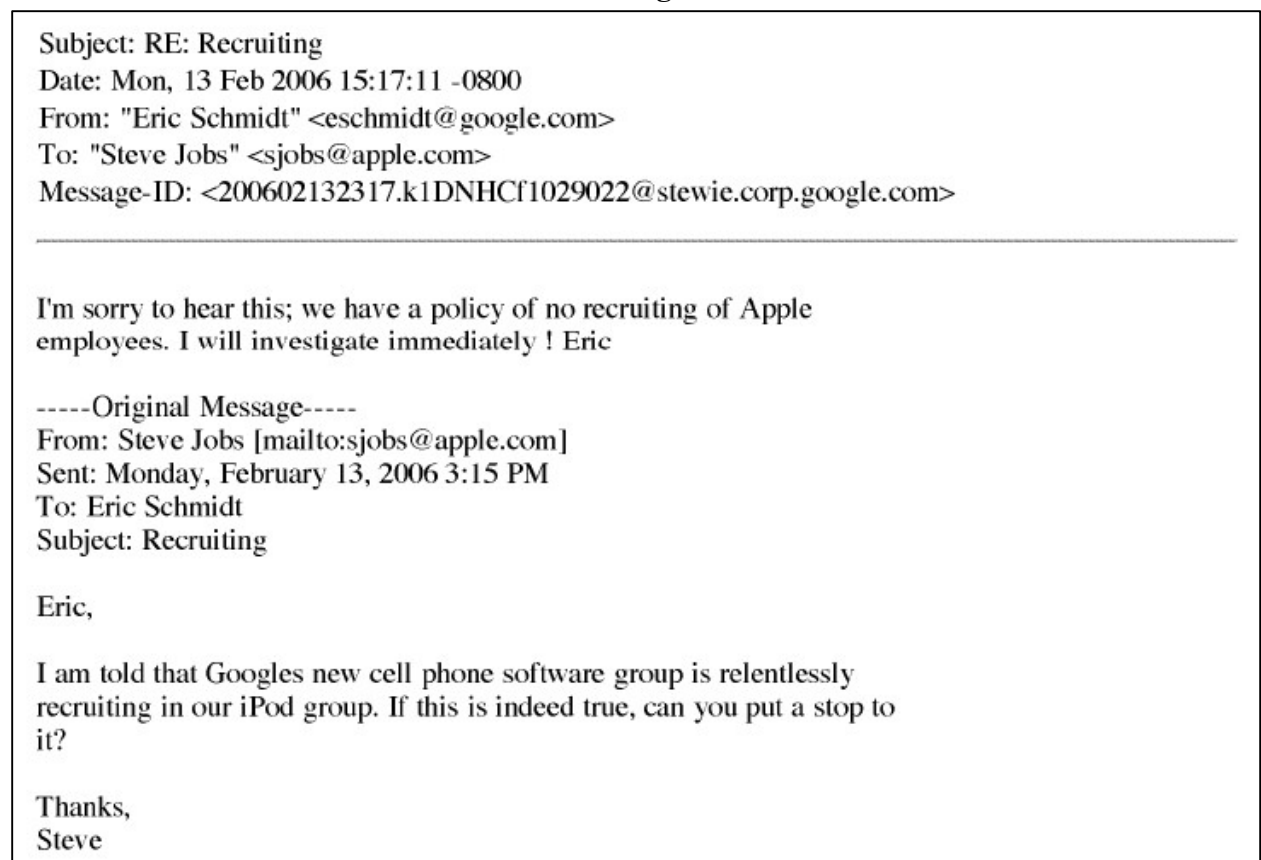 Subject: RE: Recruiting
Date: Mon, 13 Feb 2006 15:17:11 -0800
From: "Eric Schmidt" <eschmidt@google.com>
To: "Steve Jobs" <sjobs@apple.com>
Message-ID: <200602132317.k1DNHCf1029022@stewie.corp.google.com>
I'm sorry to hear this; we have a policy of no recruiting of Apple
employees. I will investigate immediately ! Eric
-----Original Message-----
From: Steve Jobs [mailto:sjobs@apple.com]
Sent: Monday, February 13, 2006 3:15 PM
To: Eric Schmidt
Subject: Recruiting
Eric,
I am told that Googles new cell phone software group is relentlessly
recruiting in our iPod group. If this is indeed true, can you put a stop to
it?
Thanks,
Steve